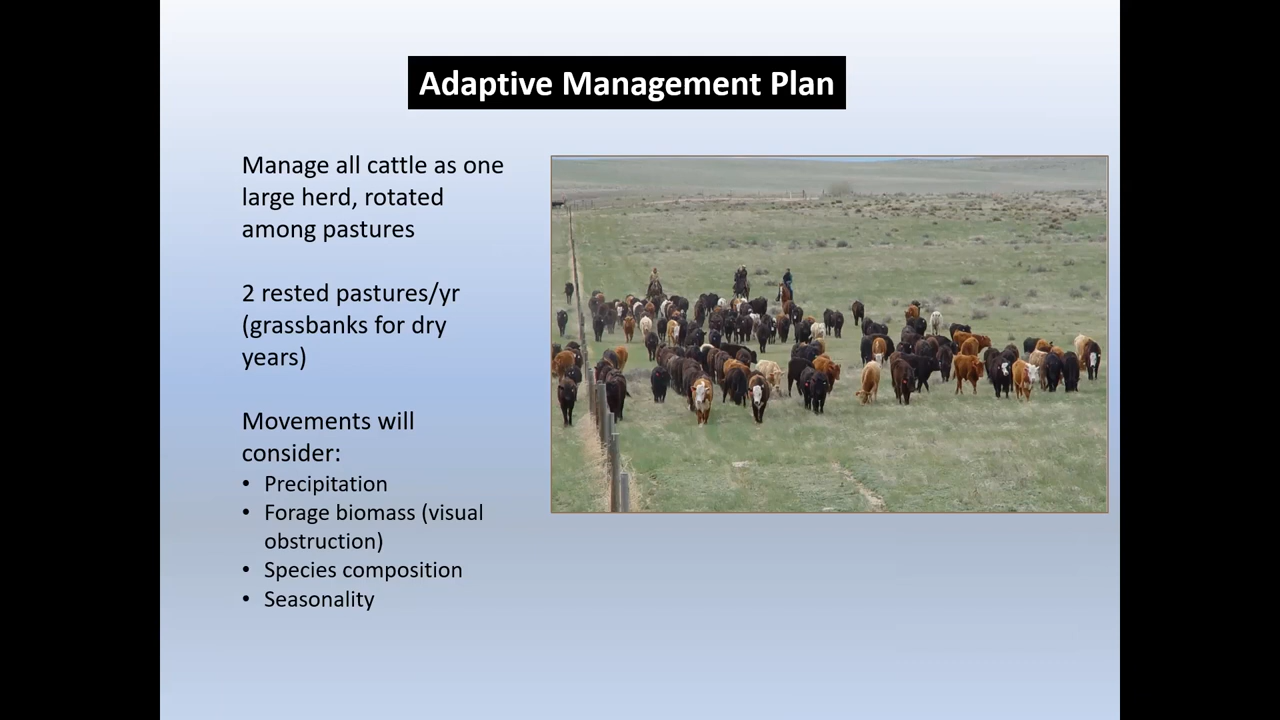 Adaptive Management Plan
Manage all cattle as one
large herd, rotated
among pastures
2 rested pastures/yr
(grassbanks for dry
years)
Movements will
consider:
• Precipitation
• Forage biomass (visual
obstruction)
• Species composition
• Seasonality